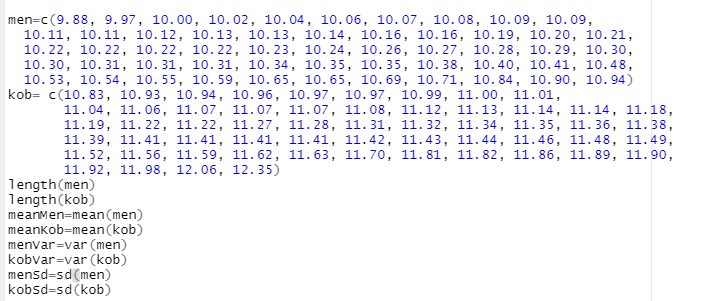 men=c(9.88, 9.97, 10.00, 10.02, 10.04, 10.06, 10.07, 10.08, 10.09, 10.09,
10.11, 10.11, 10.12, 10.13, 10.13, 10.14, 10.16, 10.16, 10.19, 10.20, 10.21,
10.22, 10.22, 10.22, 10.22, 10.23, 10.24, 10.26, 10.27, 10.28, 10.29, 10.30,
10.30, 10.31, 10.31, 10.31, 10.34, 10.35, 10.35, 10.38, 10.40, 10.41, 10.48,
10.53, 10.54, 10.55, 10.59, 10.65, 10.65, 10.69, 10.71, 10.84, 10.90, 10.94)
kob= c(10.83, 10.93, 10.94, 10.96, 10.97, 10.97, 10.99, 11.00, 11.01,
11.04, 11.06, 11.07, 11.07, 11.07, 11.08, 11.12, 11.13, 11.14, 11.14, 11.18,
11.19, 11.22, 11.22, 11.27, 11.28, 11.31, 11.32, 11.34, 11.35, 11.36, 11.38,
11.39, 11.41, 11.41, 11.41, 11.41, 11.42, 11.43, 11.44, 11.46, 11.48, 11.49,
11.52, 11.56, 11.59, 11.62, 11.63, 11.70, 11.81, 11.82, 11.86, 11.89, 11.90,
11.92, 11.98, 12.06, 12.35)
length(men)
length(kob)
meanMen=mean(men)
meanKob=mean(kob)
menVar=var(men)
kobVar=var(kob)
menSd=sd(men)
kobSd=sd(kob)